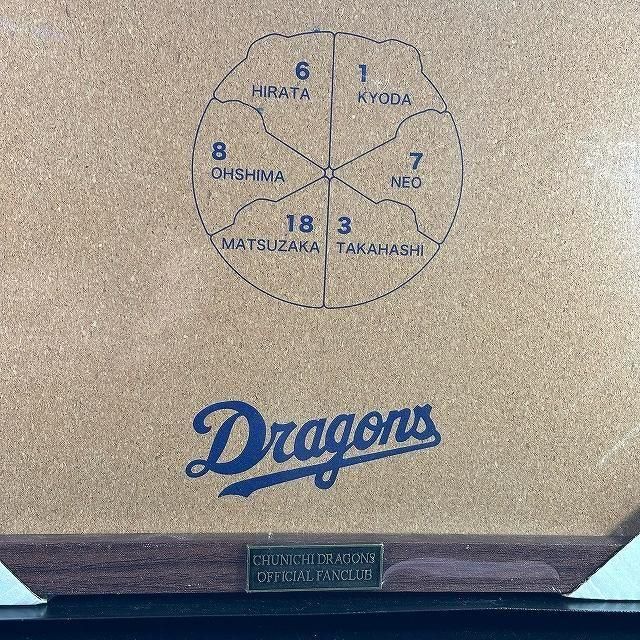 6
HIRATA
1
KYODA
8
OHSHIMA
7
NEO
18
MATSUZAKA
3
TAKAHASHI
Dragons
CHUNICHI DRAGONS
OFFICIAL FANCLUB